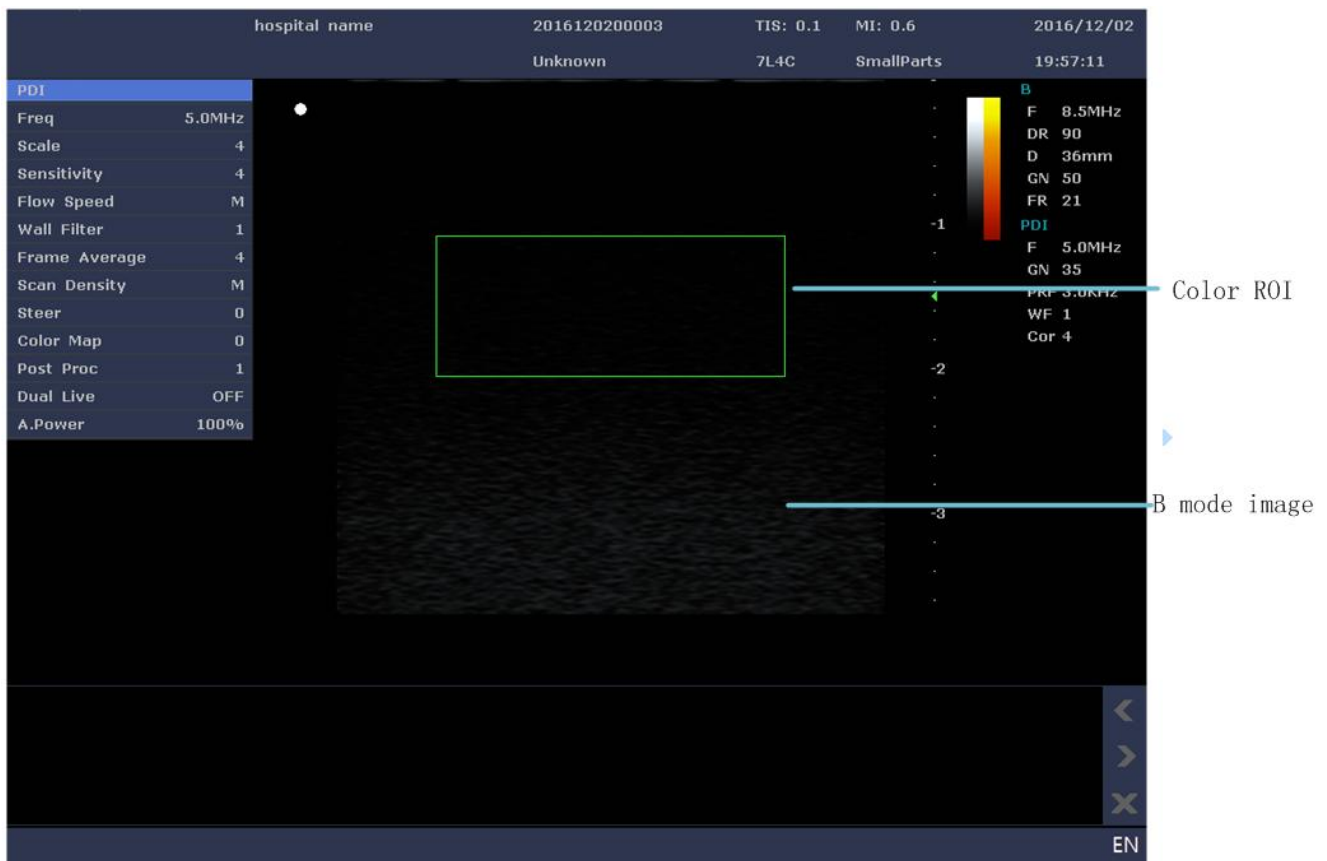 hospital name 2016120200003 TIS: 0.1 MI: 0.6 2016/12/02
Unknown 7L4C SmallParts 19:57:11
PDI
Freq 5.0MHz
Scale 4
Sensitivity 4
Flow Speed M
Wall Filter 1
Frame Average 4
Scan Density M
Steer 0
Color Map 0
Post Proc 1
Dual Live OFF
A.Power 100%
-1
-2
-3
B
F 8.5MHz
DR 90
D 36mm
GN 50
FR 21
PDI
F 5.0MHz
GN 35
PRF 3.0KHz
WF 1
Cor 4
Color ROI
B mode image
EN